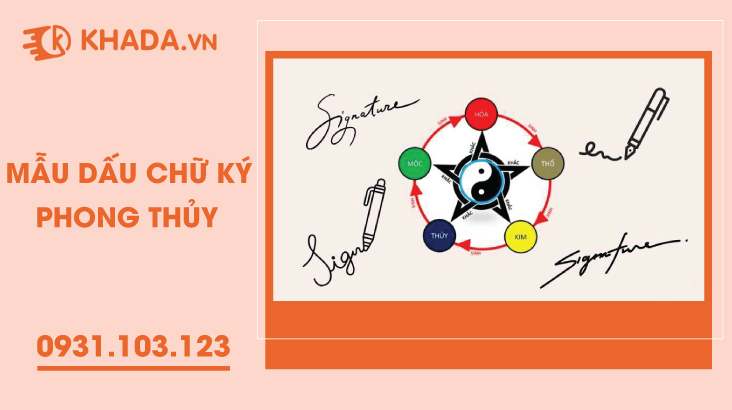 KHADA.VN
MẪU DẤU CHỮ KÝ
PHONG THỦY
0931.103.123
Signature
HỎA
SINH
SINH
MỘC
KHẮC
KHẮC
THỔ
en
SINH
KHẮC
KHẮC
SINH
KHẮC
Sign
THỦY
KIM
SINH
Signature